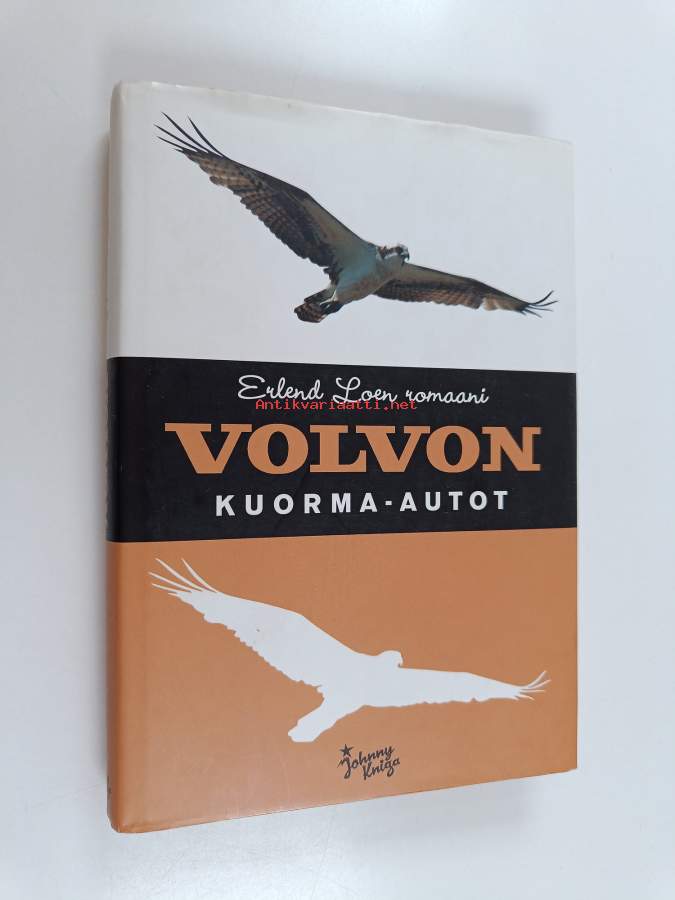 Erlend Loen romaani
Antikvariaatti.net
VOLVON
KUORMA-AUTOT
Johnny
Kniga